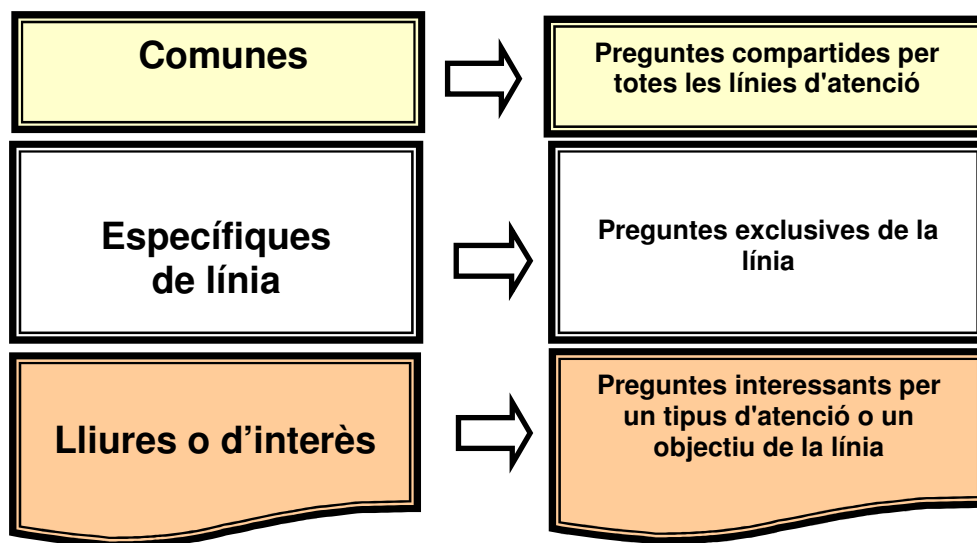 Comunes
Preguntes compartides per
totes les línies d'atenció
Específiques
de línia
Preguntes exclusives de la
línia
Lliures o d’interès
Preguntes interessants per
un tipus d'atenció o un
objectiu de la línia